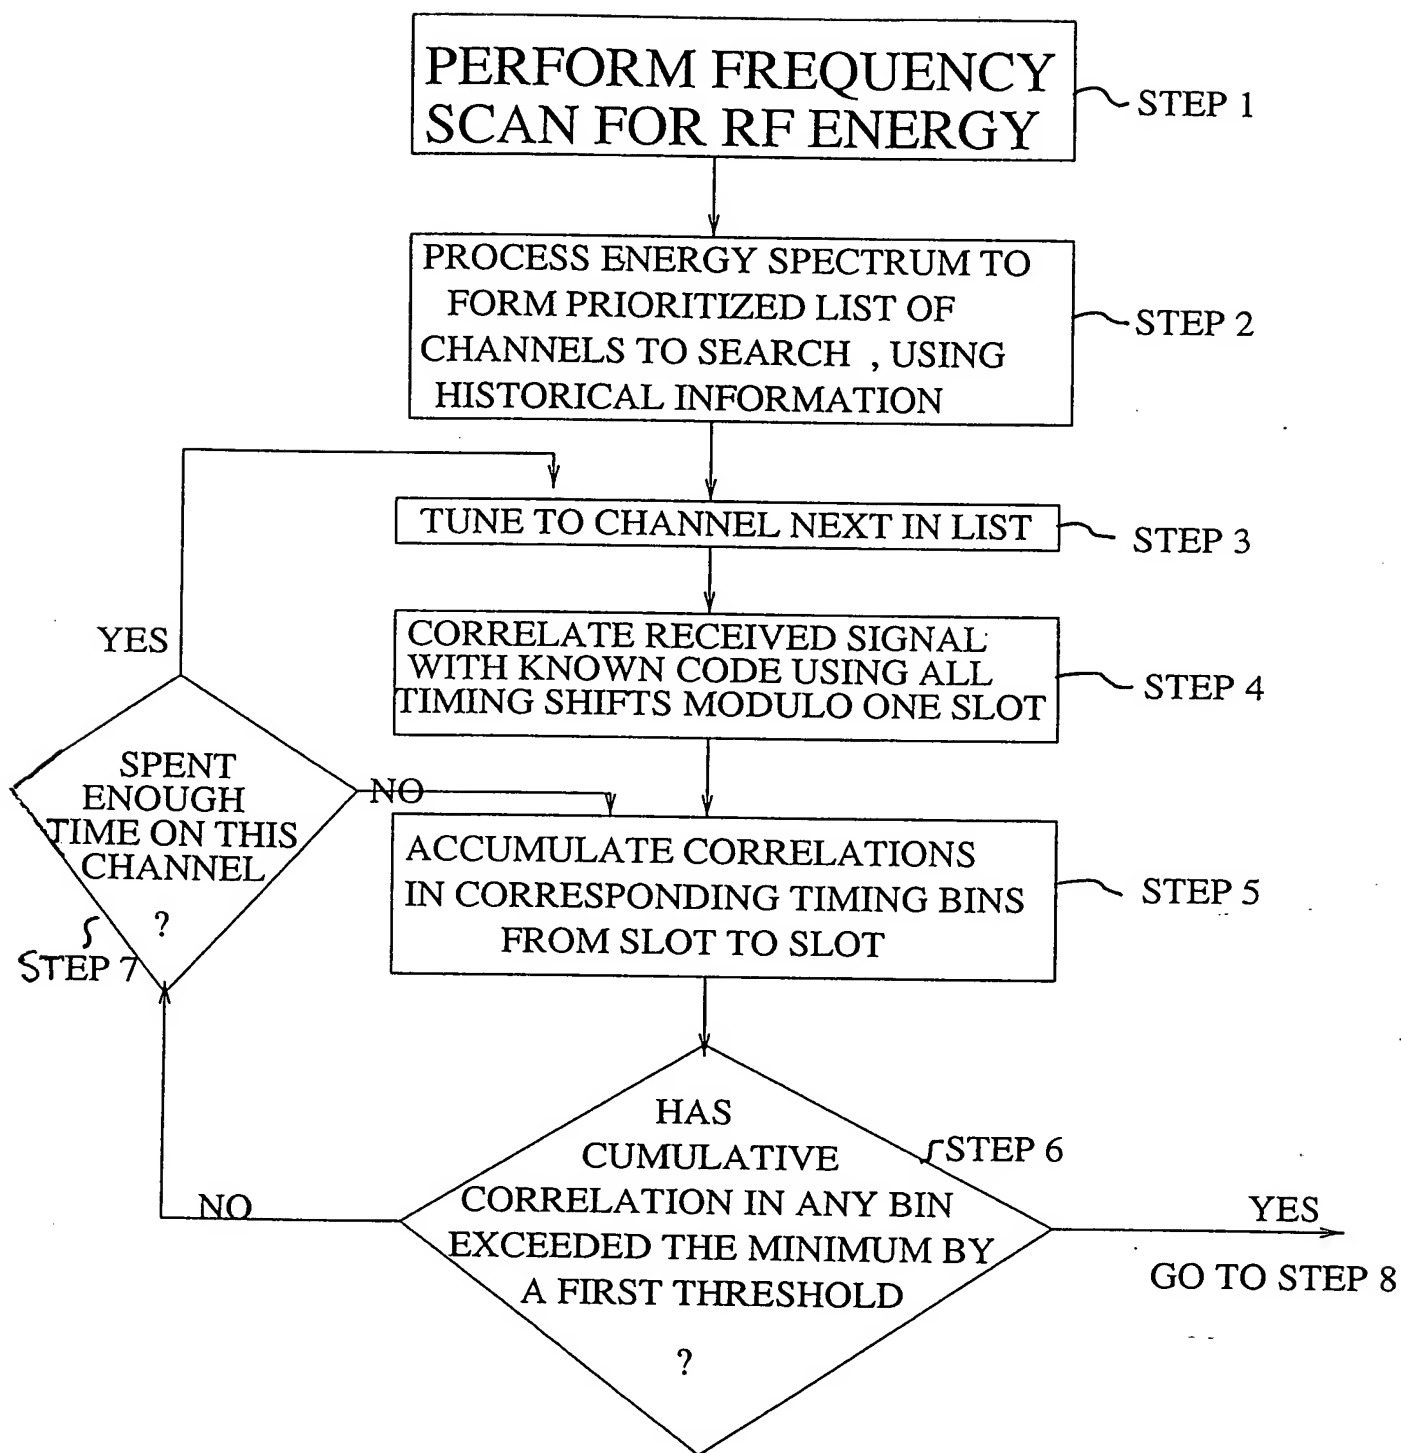 PERFORM FREQUENCY
SCAN FOR RF ENERGY
STEP 1
PROCESS ENERGY SPECTRUM TO
FORM PRIORITIZED LIST OF
CHANNELS TO SEARCH , USING
HISTORICAL INFORMATION
STEP 2
TUNE TO CHANNEL NEXT IN LIST
STEP 3
YES
CORRELATE RECEIVED SIGNAL
WITH KNOWN CODE USING ALL
TIMING SHIFTS MODULO ONE SLOT
STEP 4
SPENT
ENOUGH
TIME ON THIS
CHANNEL
?
STEP 7
NO
ACCUMULATE CORRELATIONS
IN CORRESPONDING TIMING BINS
FROM SLOT TO SLOT
STEP 5
HAS
CUMULATIVE
CORRELATION IN ANY BIN
EXCEEDED THE MINIMUM BY
A FIRST THRESHOLD
?
STEP 6
NO
YES
GO TO STEP 8